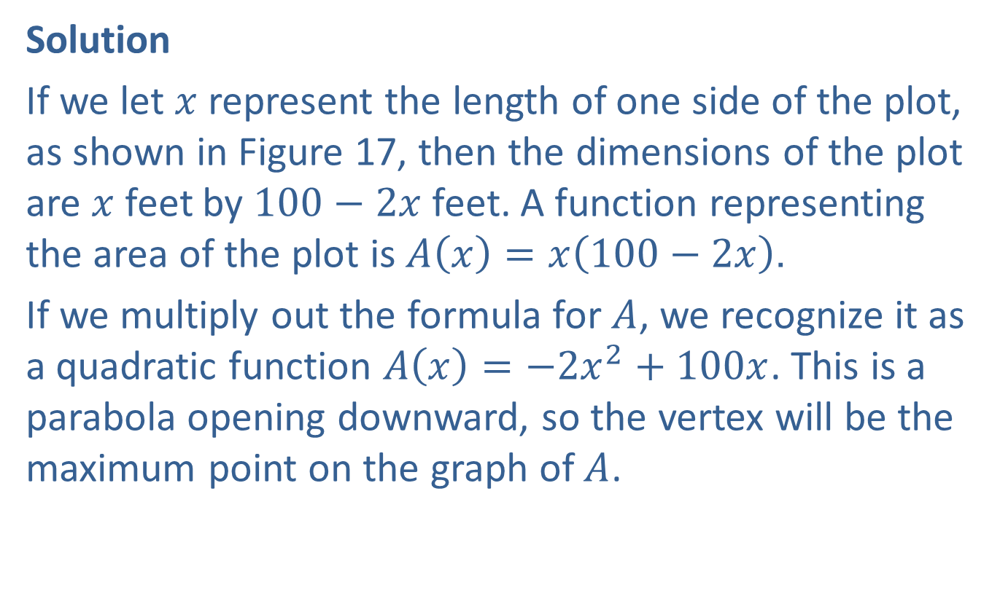 Solution
If we let x represent the length of one side of the plot,
as shown in Figure 17, then the dimensions of the plot
are x feet by 100 − 2x feet. A function representing
the area of the plot is A(x) = x(100 − 2x).
If we multiply out the formula for A, we recognize it as
a quadratic function A(x) = −2x² + 100x. This is a
parabola opening downward, so the vertex will be the
maximum point on the graph of A.